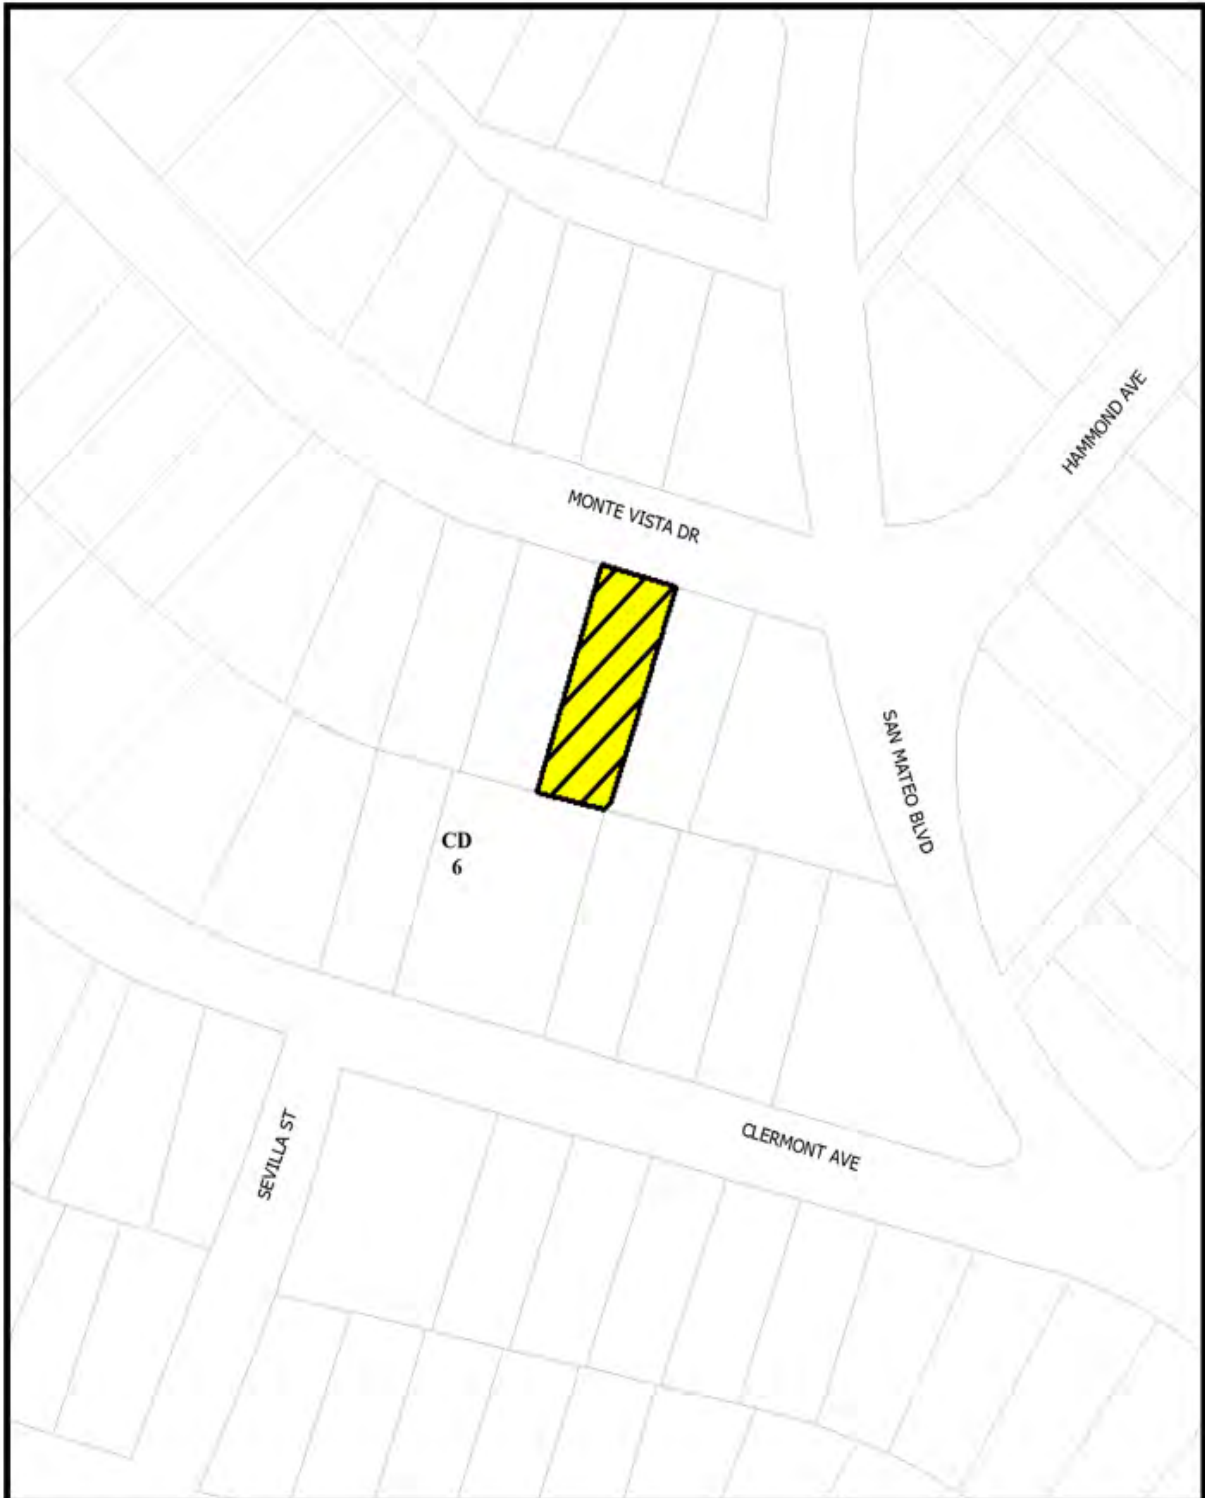 HAMMOND AVE
MONTE VISTA DR
SAN MATEO BLVD
CD
6
CLERMONT AVE
SEVILLA ST